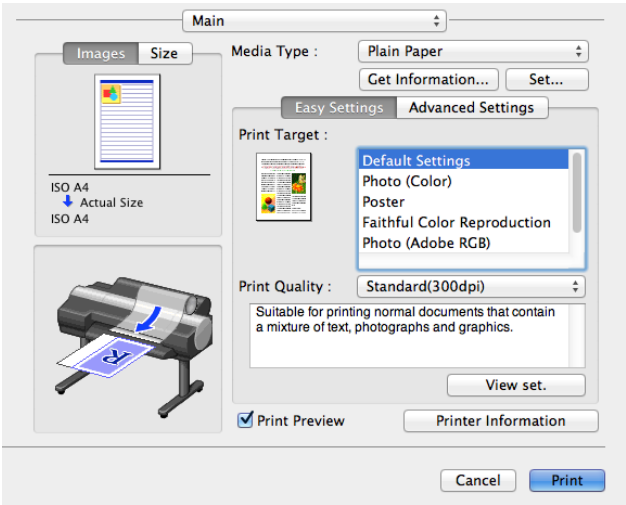 Main
Images
Size
ISO A4
Actual Size
ISO A4
Media Type :
Plain Paper
Get Information...
Set...
Easy Settings
Advanced Settings
Print Target :
Default Settings
Photo (Color)
Poster
Faithful Color Reproduction
Photo (Adobe RGB)
Print Quality :
Standard(300dpi)
Suitable for printing normal documents that contain
a mixture of text, photographs and graphics.
View set.
Print Preview
Printer Information
Cancel
Print
R